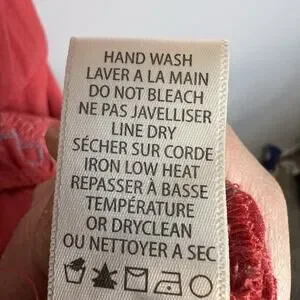 HAND WASH
LAVER A LA MAIN
DO NOT BLEACH
NE PAS JAVELLISER
LINE DRY
SÉCHER SUR CORDE
IRON LOW HEAT
REPASSER À BASSE
TEMPÉRATURE
OR DRYCLEAN
OU NETTOYER A SEC